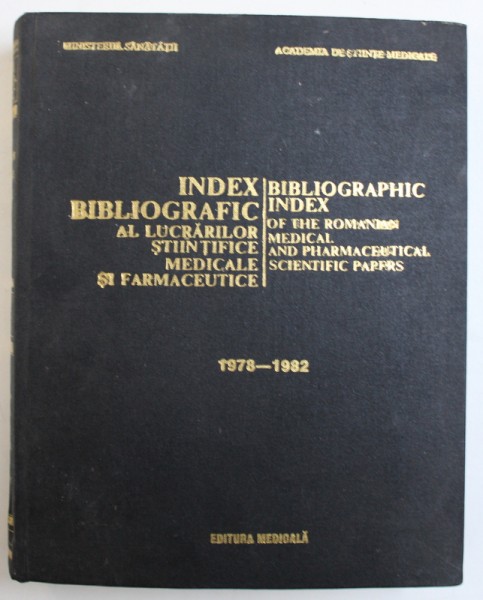 MINISTERUL SĂNĂTĂȚII
ACADEMIA DE ȘTIINȚE MEDICALE
INDEX
BIBLIOGRAFIC
AL LUCRĂRILOR
ȘTIINȚIFICE
MEDICALE
ȘI FARMACEUTICE
BIBLIOGRAPHIC
INDEX
OF THE ROMANIAN
MEDICAL
AND PHARMACEUTICAL
SCIENTIFIC PAPERS
1978—1982
EDITURA MEDICALĂ